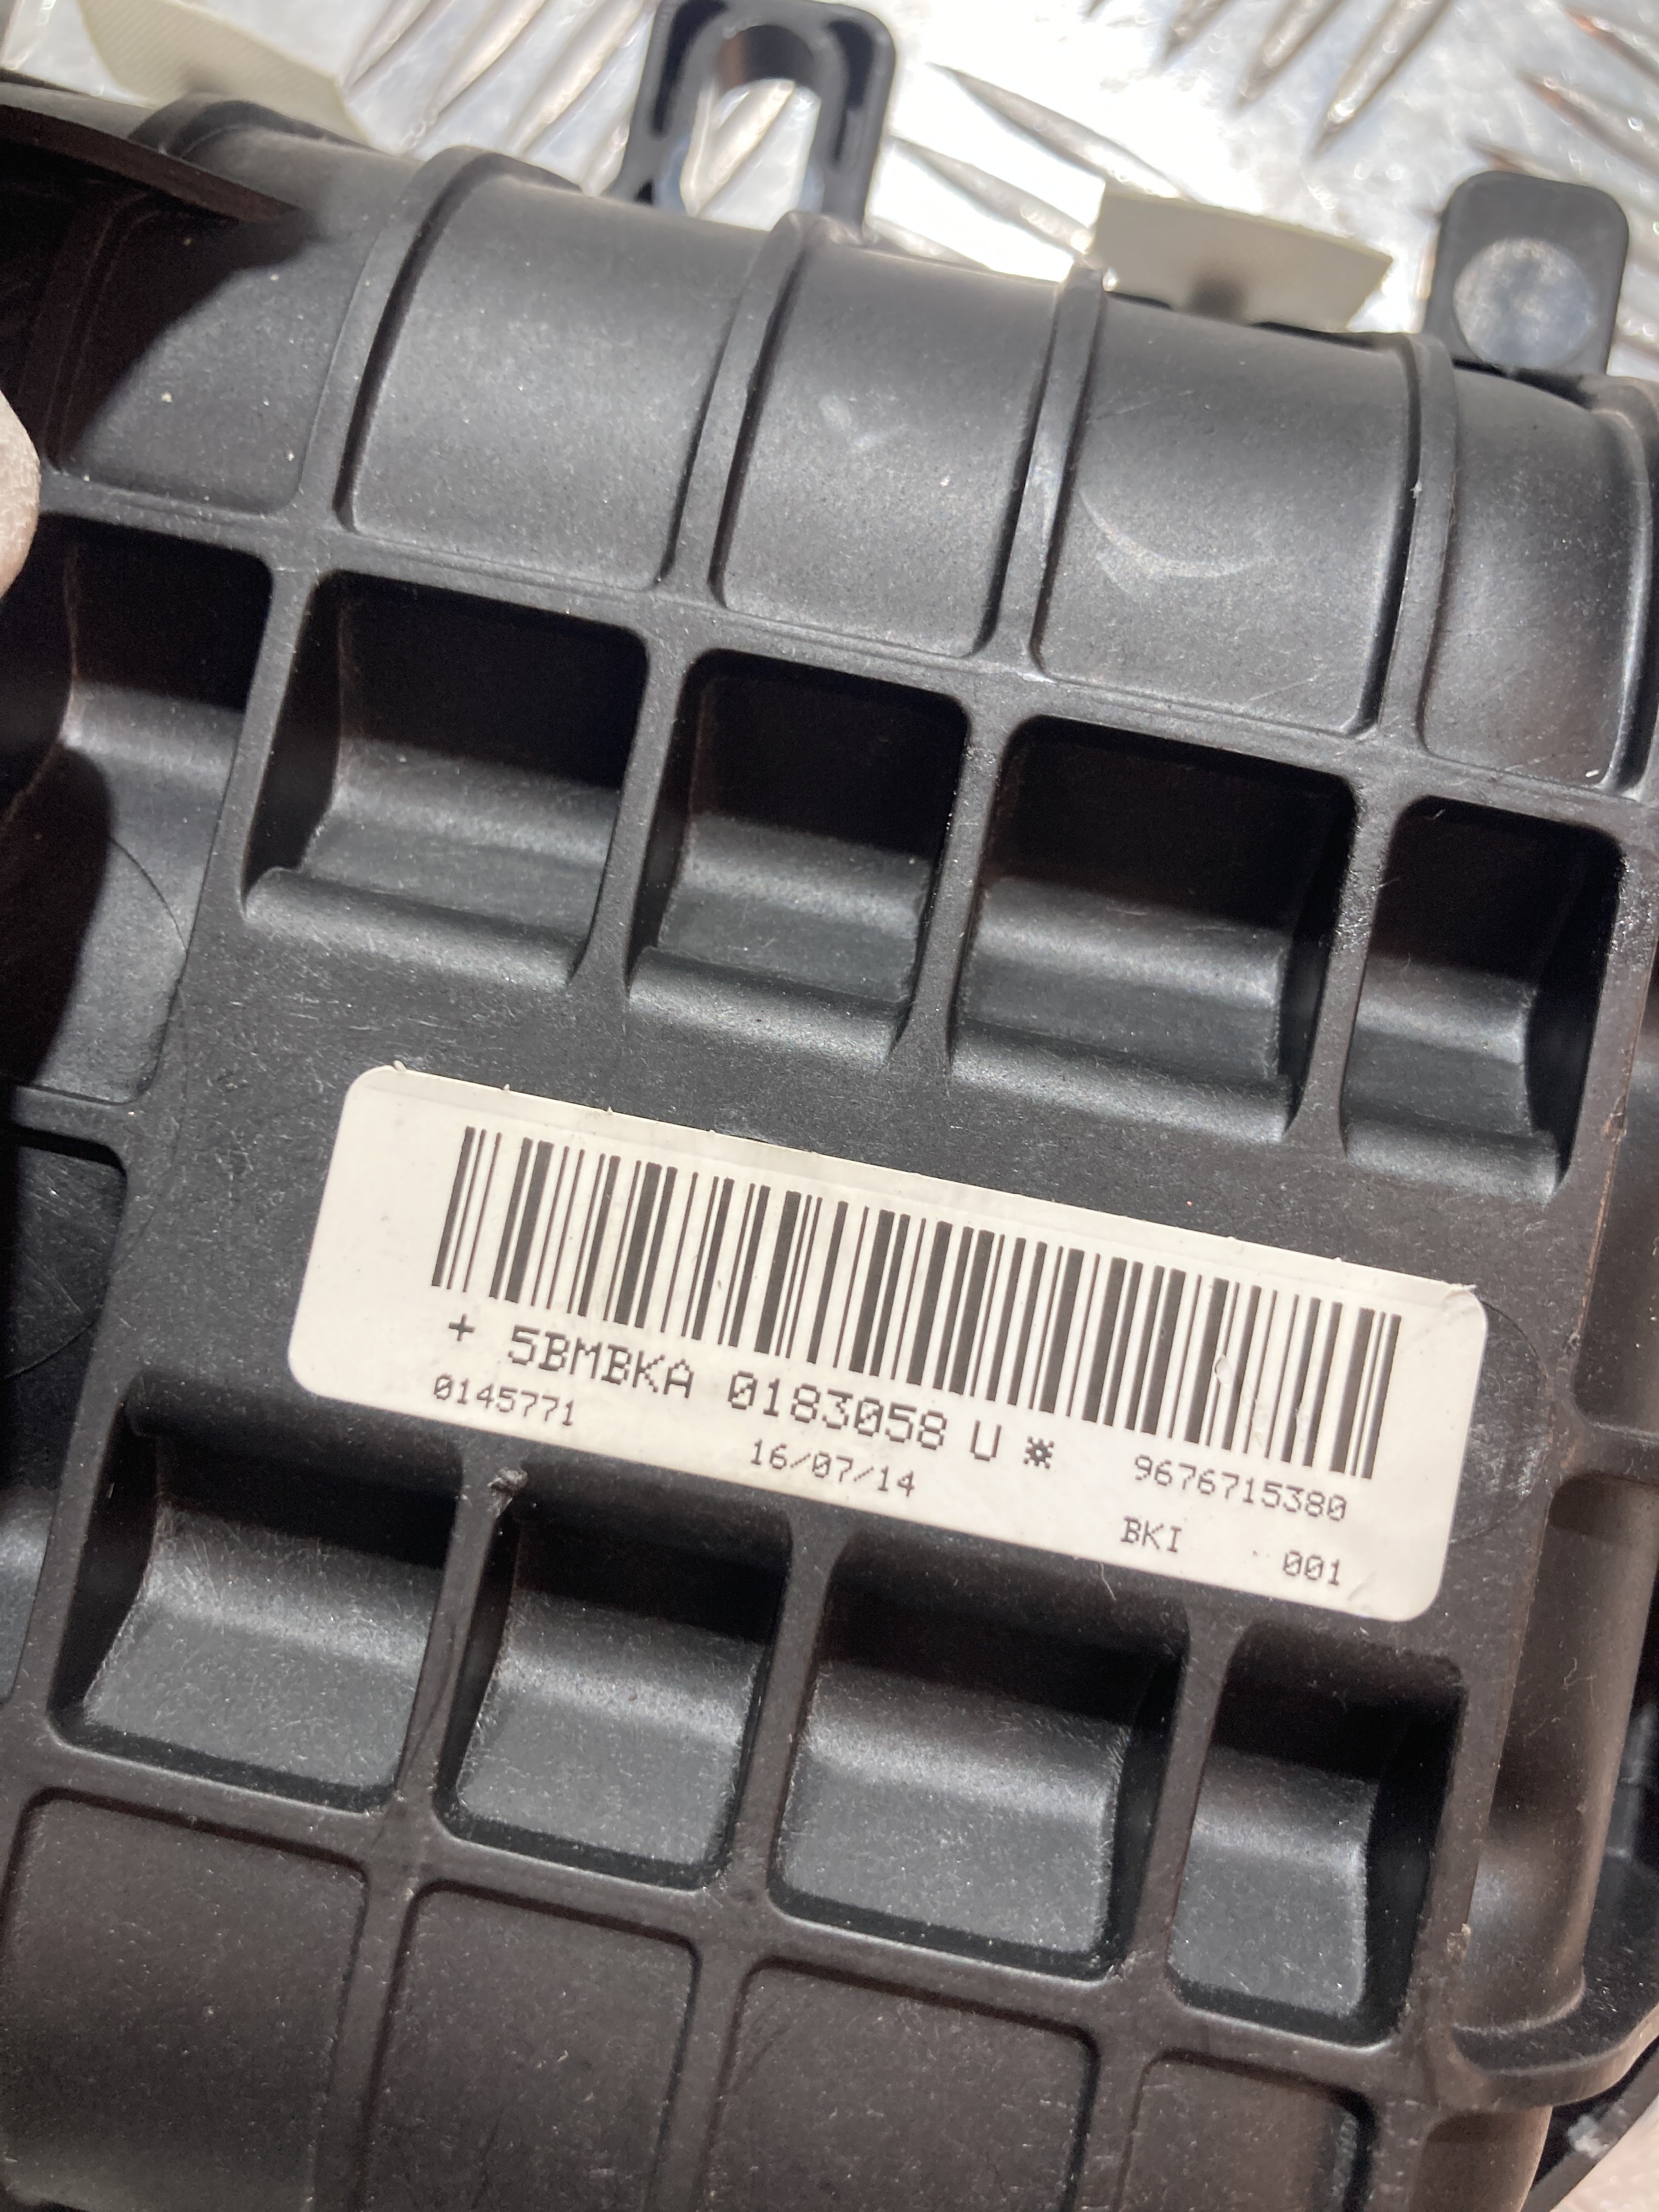 + 5BMBKA 0183058 U *
0145771
16/07/14
9676715380
BKI 001